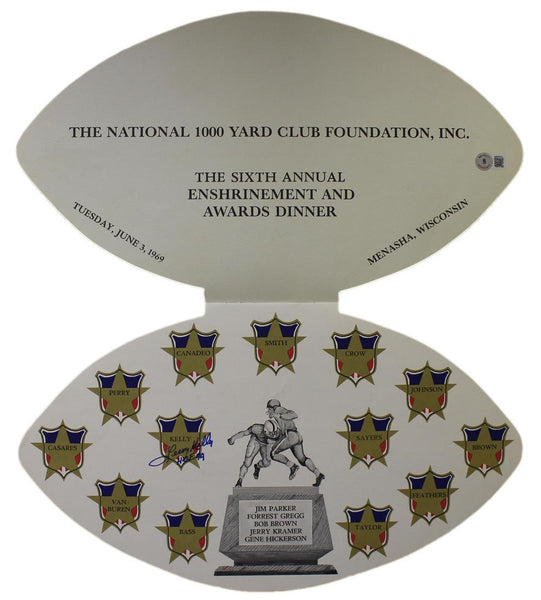 THE NATIONAL 1000 YARD CLUB FOUNDATION, INC.
THE SIXTH ANNUAL
ENSHRINEMENT AND
AWARDS DINNER
TUESDAY, JUNE 3, 1969
MENASHA, WISCONSIN
SMITH
CANADEO
CROW
PERRY
JOHNSON
CASARES
KELLY
SAYERS
BROWN
Leroy Kelly
VAN
BUREN
FEATHERS
BASS
TAYLOR
JIM PARKER
FORREST GREGG
BOB BROWN
JERRY KRAMER
GENE HICKERSON